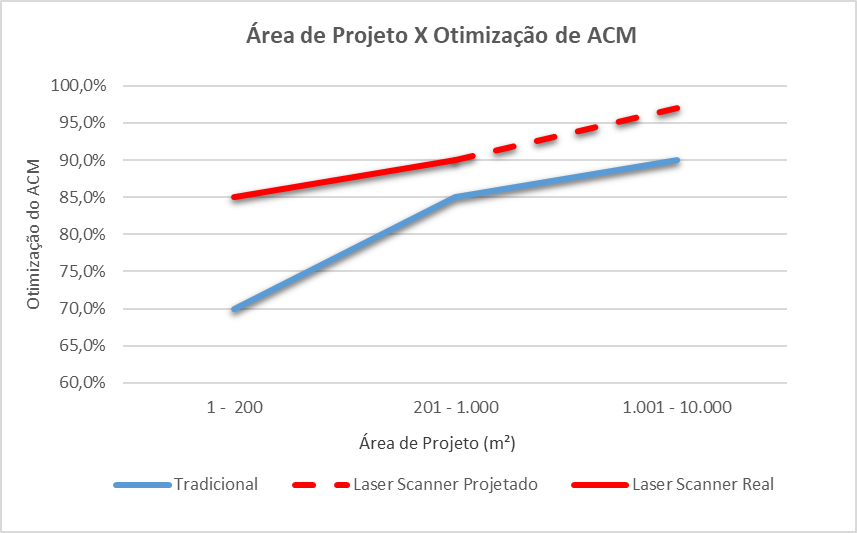 Área de Projeto X Otimização de ACM
100,0%
95,0%
90,0%
85,0%
80,0%
75,0%
70,0%
65,0%
60,0%
Otimização do ACM
1 - 200
201 - 1.000
1.001 - 10.000
Área de Projeto (m²)
Tradicional
Laser Scanner Projetado
Laser Scanner Real